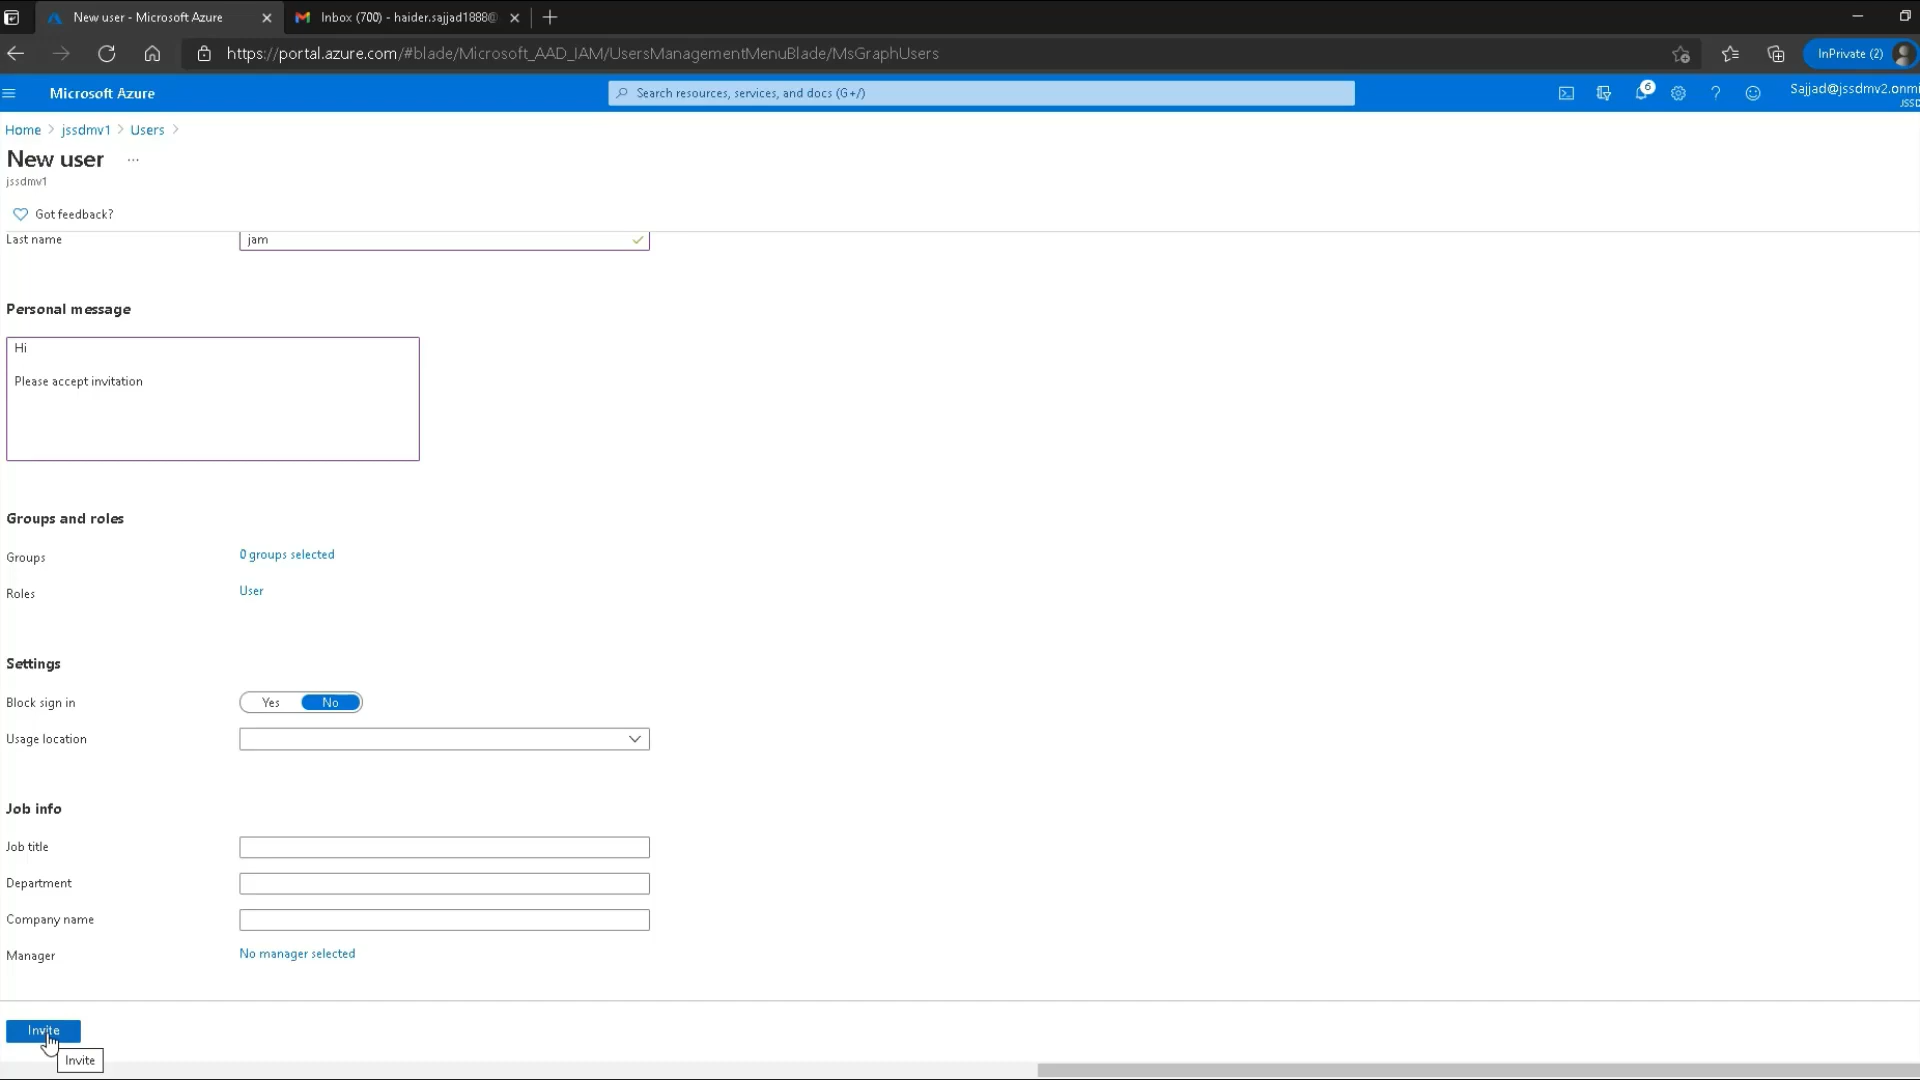 New user - Microsoft Azure
Inbox (700) - haider.sajjad1888@
https://portal.azure.com/#blade/Microsoft_AAD_IAM/UsersManagementMenuBlade/MsGraphUsers
InPrivate (2)
Microsoft Azure
Search resources, services, and docs (G+/)
6
Sajjad@jssdmv2.onmi
JSSD
Home > jssdmv1 > Users >
New user ...
jssdmv1
Got feedback?
Last name
jam
Personal message
Hi
Please accept invitation
Groups and roles
Groups
0 groups selected
Roles
User
Settings
Block sign in
Yes No
Usage location
Job info
Job title
Department
Company name
Manager
No manager selected
Invite
Invite